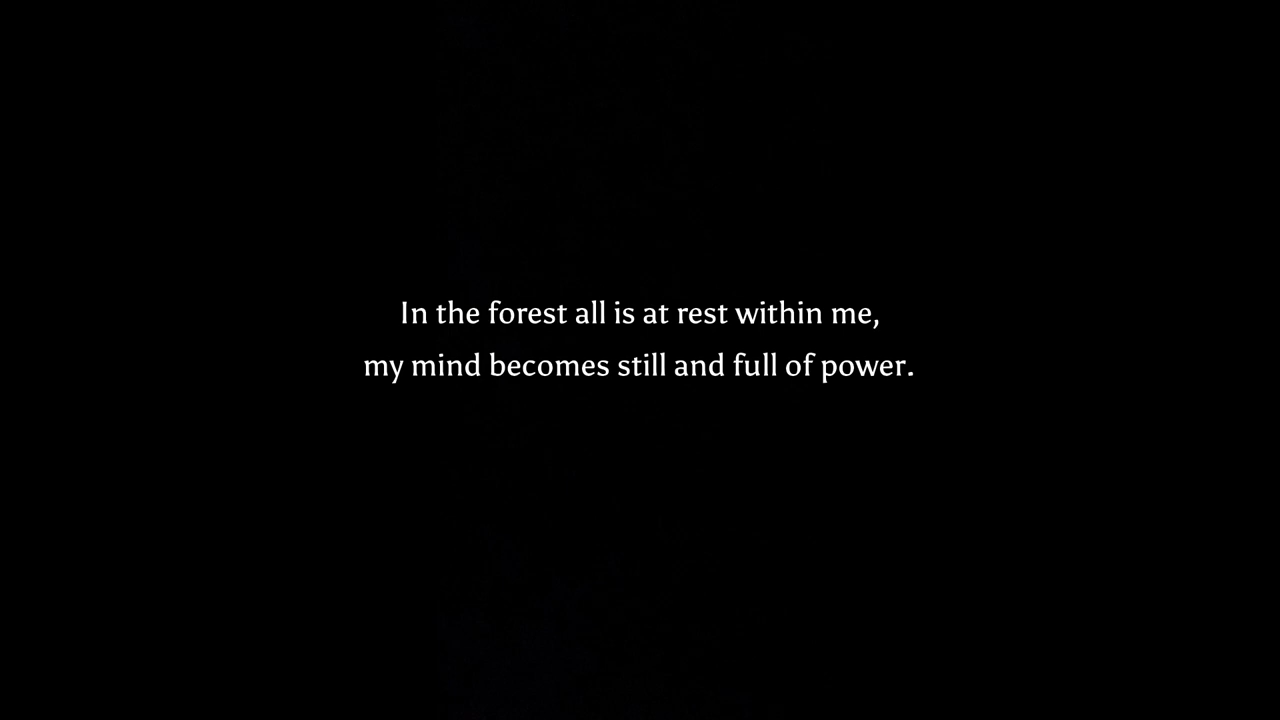 In the forest all is at rest within me,
my mind becomes still and full of power.